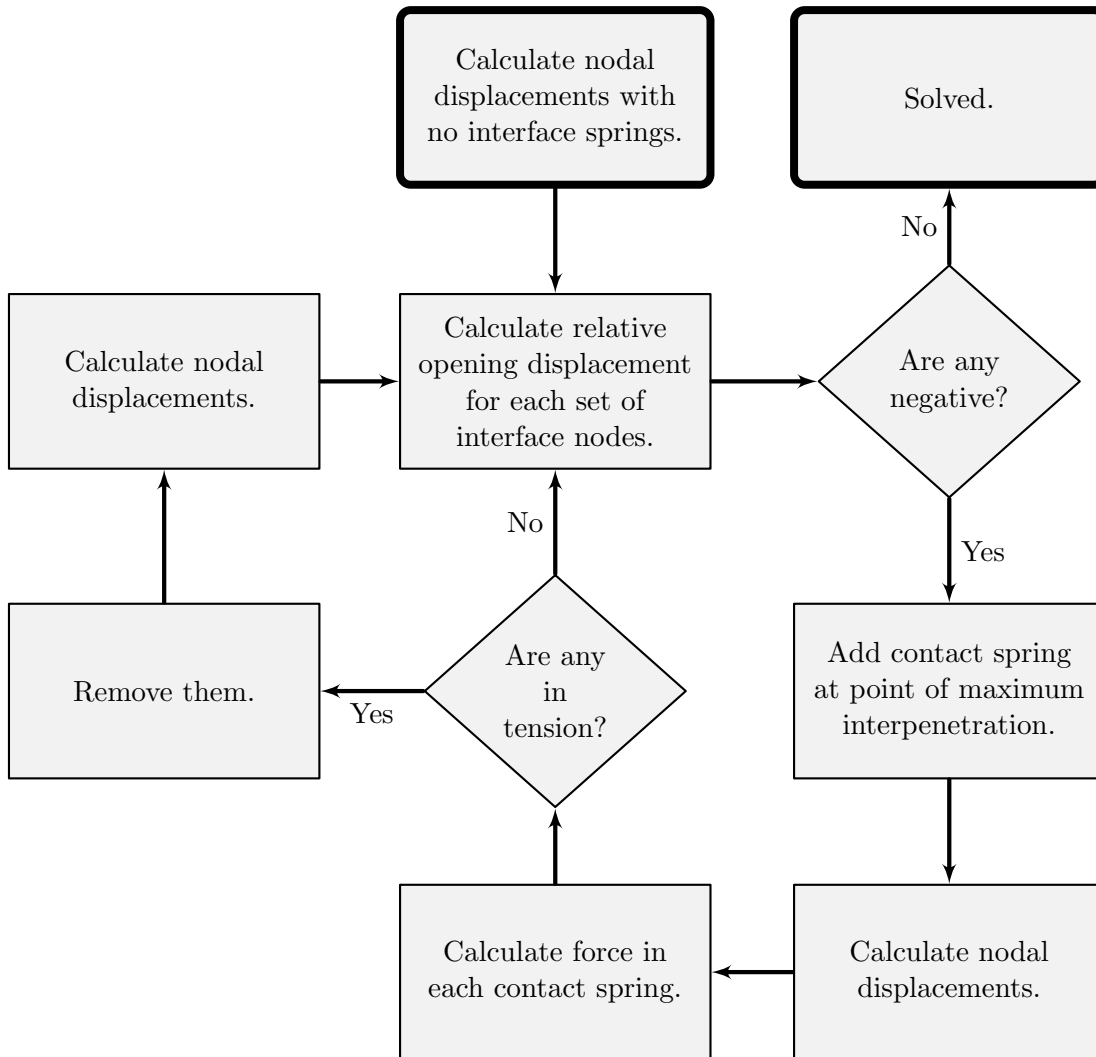 Calculate nodal
displacements with
no interface springs.
Solved.
No
Calculate nodal
displacements.
Calculate relative
opening displacement
for each set of
interface nodes.
Are any
negative?
No
Yes
Remove them.
Yes
Are any
in
tension?
Add contact spring
at point of maximum
interpenetration.
Calculate force in
each contact spring.
Calculate nodal
displacements.